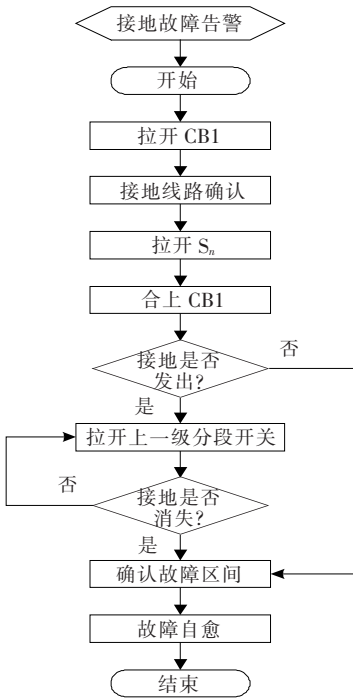 接地故障告警
开始
拉开 CB1
接地线路确认
拉开 Sn
合上 CB1
接地是否
发出?
否
是
拉开上一级分段开关
否
接地是否
消失?
是
确认故障区间
故障自愈
结束